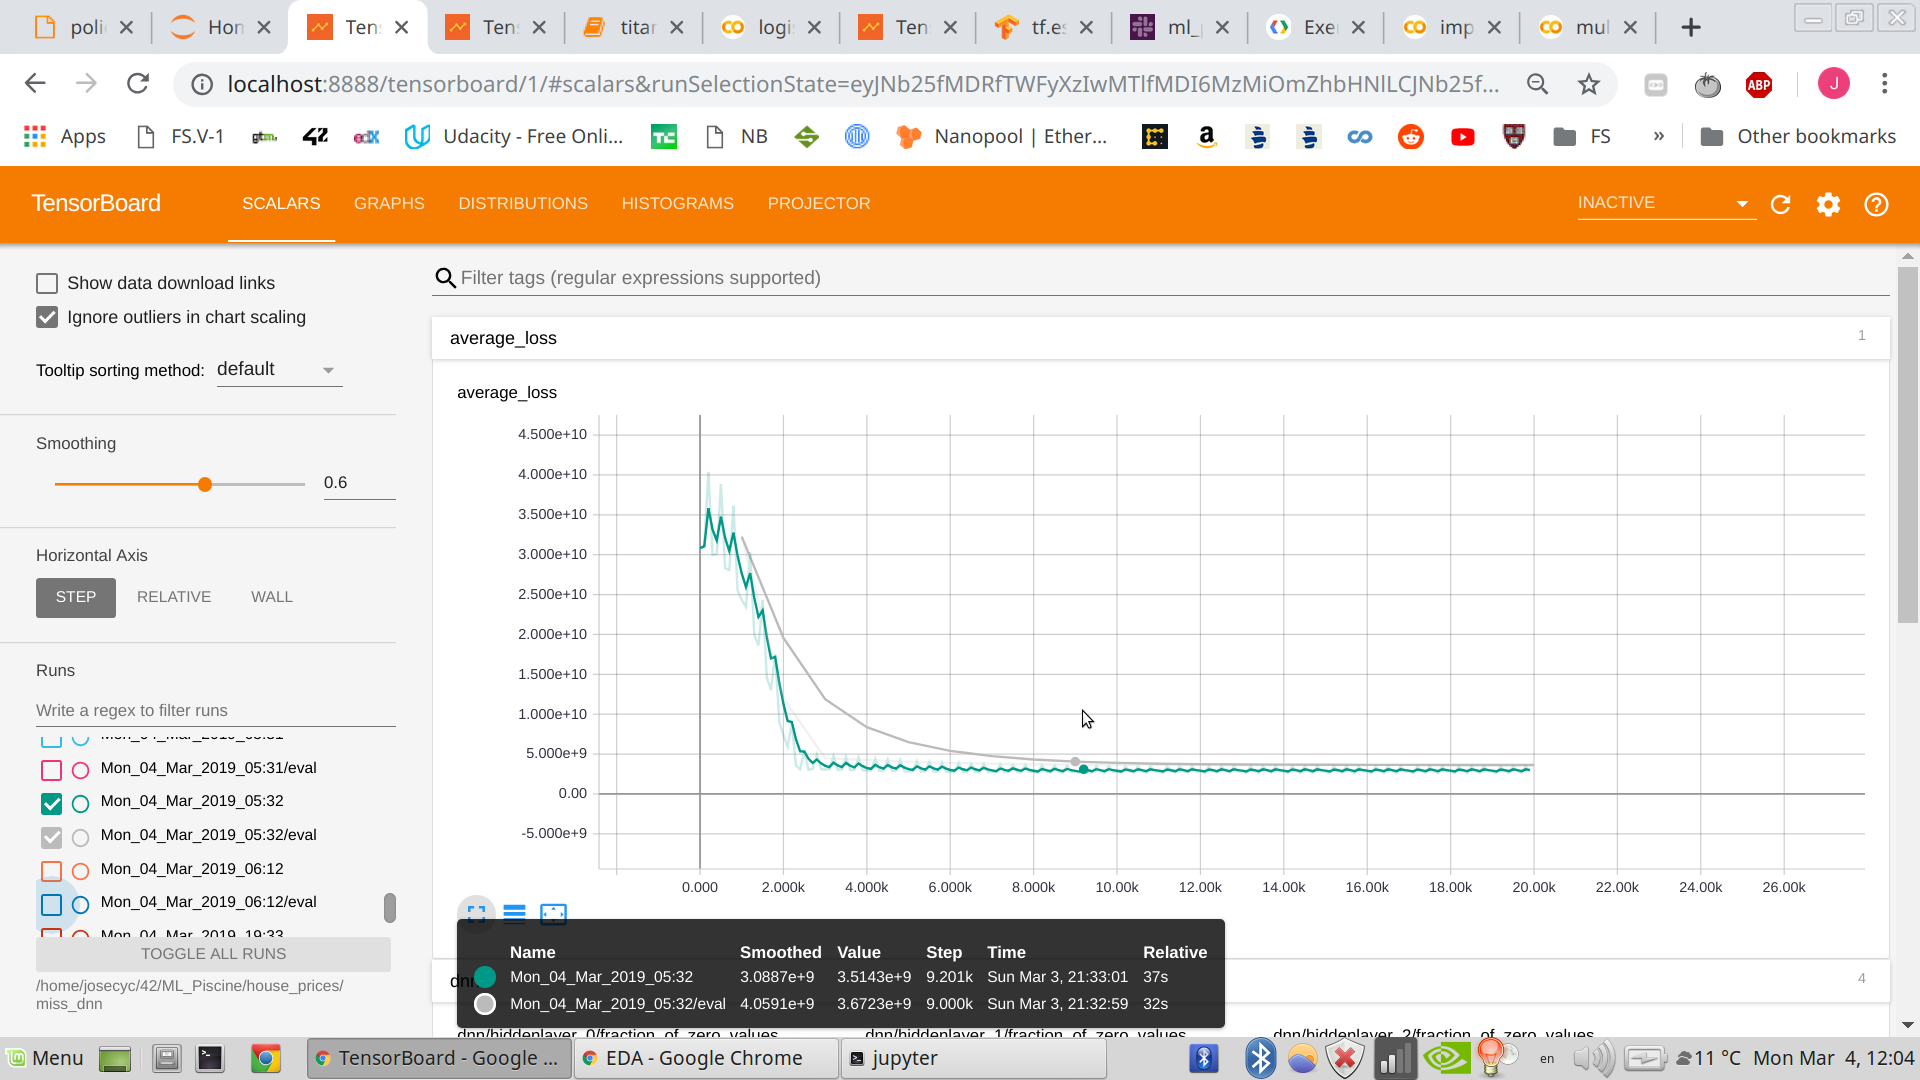 poli
Hor
Ten
Ten
titar
logi
Ten
tf.es
ml_
Exe
imp
mul
localhost:8888/tensorboard/1/#scalars&runSelectionState=eyJNb25fMDRfTWFyXzIwMTlfMDI6MzMiOmZhbHNlLCJNb25f...
ABP
J
Apps
FS.V-1
gtm
42
edX
Udacity - Free Onli...
TC
NB
Nanopool | Ether...
FS
»
Other bookmarks
TensorBoard
SCALARS
GRAPHS
DISTRIBUTIONS
HISTOGRAMS
PROJECTOR
INACTIVE
Show data download links
Ignore outliers in chart scaling
Tooltip sorting method: default
Smoothing
0.6
Horizontal Axis
STEP
RELATIVE
WALL
Runs
Write a regex to filter runs
Mon_04_Mar_2019_05:31
Mon_04_Mar_2019_05:31/eval
Mon_04_Mar_2019_05:32
Mon_04_Mar_2019_05:32/eval
Mon_04_Mar_2019_06:12
Mon_04_Mar_2019_06:12/eval
Mon_04_Mar_2019_19:33
TOGGLE ALL RUNS
/home/josecyc/42/ML_Piscine/house_prices/
miss_dnn
Filter tags (regular expressions supported)
average_loss
1
average_loss
4.500e+10
4.000e+10
3.500e+10
3.000e+10
2.500e+10
2.000e+10
1.500e+10
1.000e+10
5.000e+9
0.00
-5.000e+9
0.000 2.000k 4.000k 6.000k 8.000k 10.00k 12.00k 14.00k 16.00k 18.00k 20.00k 22.00k 24.00k 26.00k
Name Smoothed Value Step Time Relative
Mon_04_Mar_2019_05:32 3.0887e+9 3.5143e+9 9.201k Sun Mar 3, 21:33:01 37s
Mon_04_Mar_2019_05:32/eval 4.0591e+9 3.6723e+9 9.000k Sun Mar 3, 21:32:59 32s
4
dnn/hiddenlayer_0/fraction_of_zero_values
dnn/hiddenlayer_1/fraction_of_zero_values
dnn/hiddenlayer_2/fraction_of_zero_values
Menu
TensorBoard - Google ...
EDA - Google Chrome
jupyter
en
11 °C
Mon Mar 4, 12:04